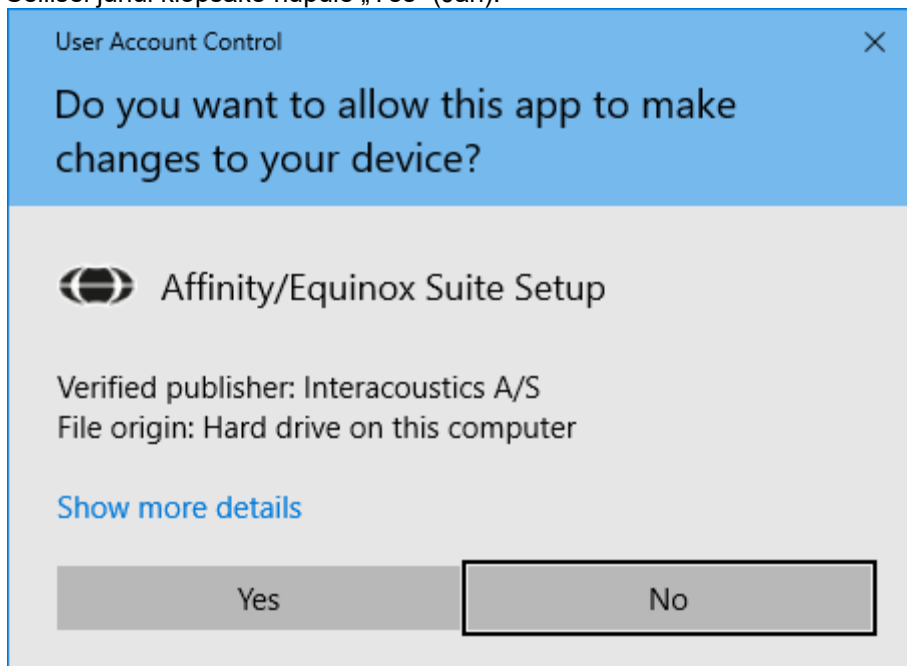 User Account Control
Do you want to allow this app to make
changes to your device?
Affinity/Equinox Suite Setup
Verified publisher: Interacoustics A/S
File origin: Hard drive on this computer
Show more details
Yes
No